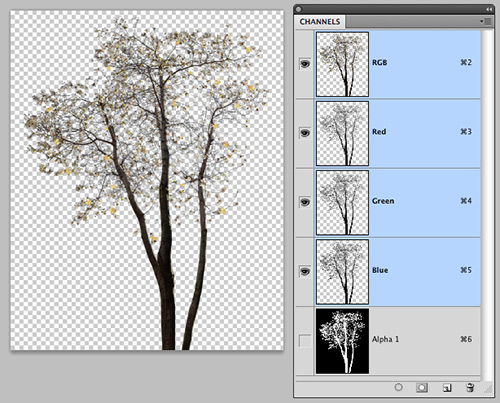 CHANNELS
RGB ⌘2
Red ⌘3
Green ⌘4
Blue ⌘5
Alpha 1 ⌘6